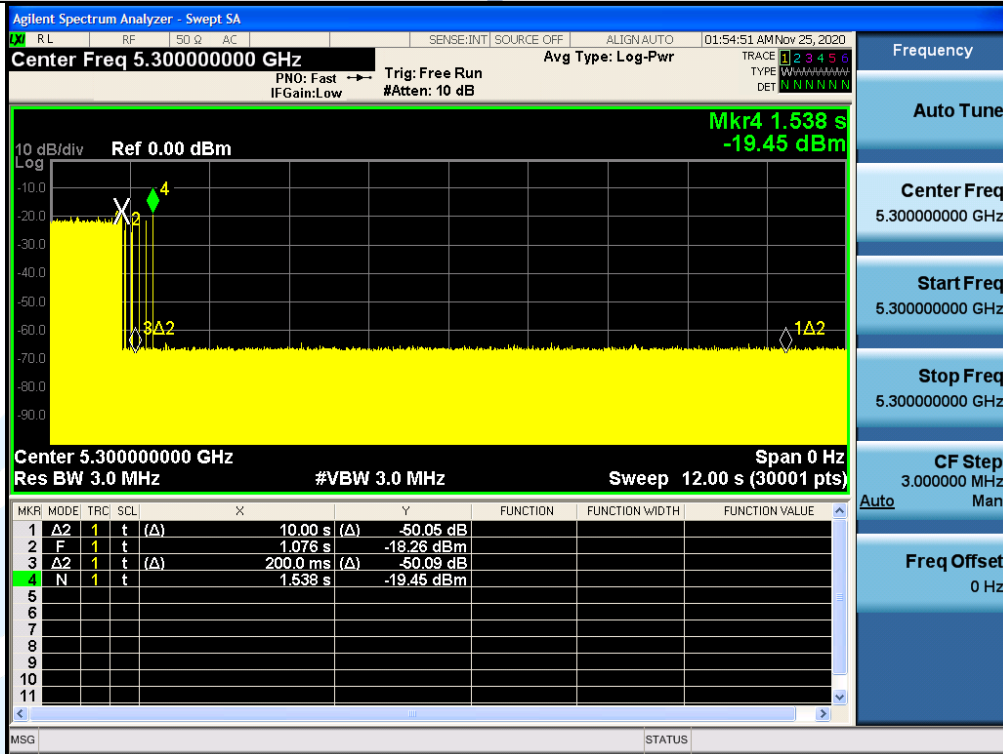 Agilent Spectrum Analyzer - Swept SA
LXI RL RF 50 Ω AC SENSE:INT SOURCE OFF ALIGN AUTO 01:54:51 AM Nov 25, 2020
Center Freq 5.300000000 GHz Avg Type: Log-Pwr TRACE 1 2 3 4 5 6
PNO: Fast Trig: Free Run TYPE WWWWWW
IFGain:Low #Atten: 10 dB DET N N N N N N
Mkr4 1.538 s
10 dB/div Ref 0.00 dBm -19.45 dBm
Log
-10.0
4
-20.0
2
-30.0
-40.0
-50.0
-60.0
3Δ2 1Δ2
-70.0
-80.0
-90.0
Center 5.300000000 GHz Span 0 Hz
Res BW 3.0 MHz #VBW 3.0 MHz Sweep 12.00 s (30001 pts)
MKR MODE TRC SCL X Y FUNCTION FUNCTION WIDTH FUNCTION VALUE
1 Δ2 1 t (Δ) 10.00 s (Δ) -50.05 dB
2 F 1 t 1.076 s -18.26 dBm
3 Δ2 1 t (Δ) 200.0 ms (Δ) -50.09 dB
4 N 1 t 1.538 s -19.45 dBm
5
6
7
8
9
10
11
MSG STATUS
Frequency
Auto Tune
Center Freq
5.300000000 GHz
Start Freq
5.300000000 GHz
Stop Freq
5.300000000 GHz
CF Step
3.000000 MHz
Auto Man
Freq Offset
0 Hz